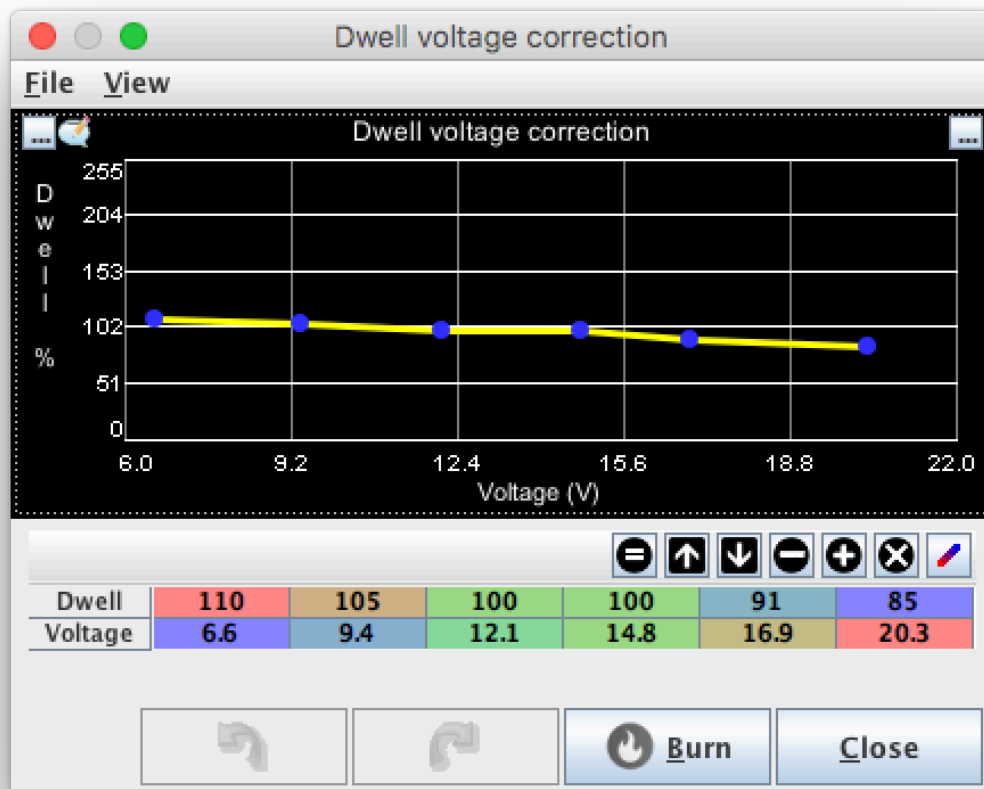 Dwell voltage correction
File View
... Dwell voltage correction ...
Dwell %
255
204
153
102
51
0
6.0 9.2 12.4 15.6 18.8 22.0
Voltage (V)
Dwell 110 105 100 100 91 85
Voltage 6.6 9.4 12.1 14.8 16.9 20.3
Burn Close